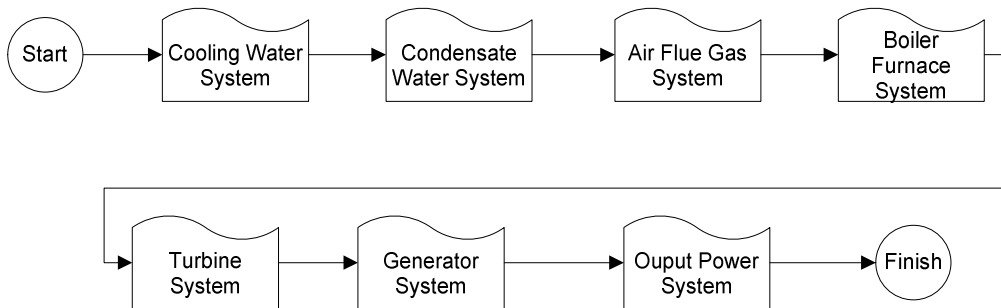 Start
Cooling Water
System
Condensate
Water System
Air Flue Gas
System
Boiler
Furnace
System
Turbine
System
Generator
System
Ouput Power
System
Finish